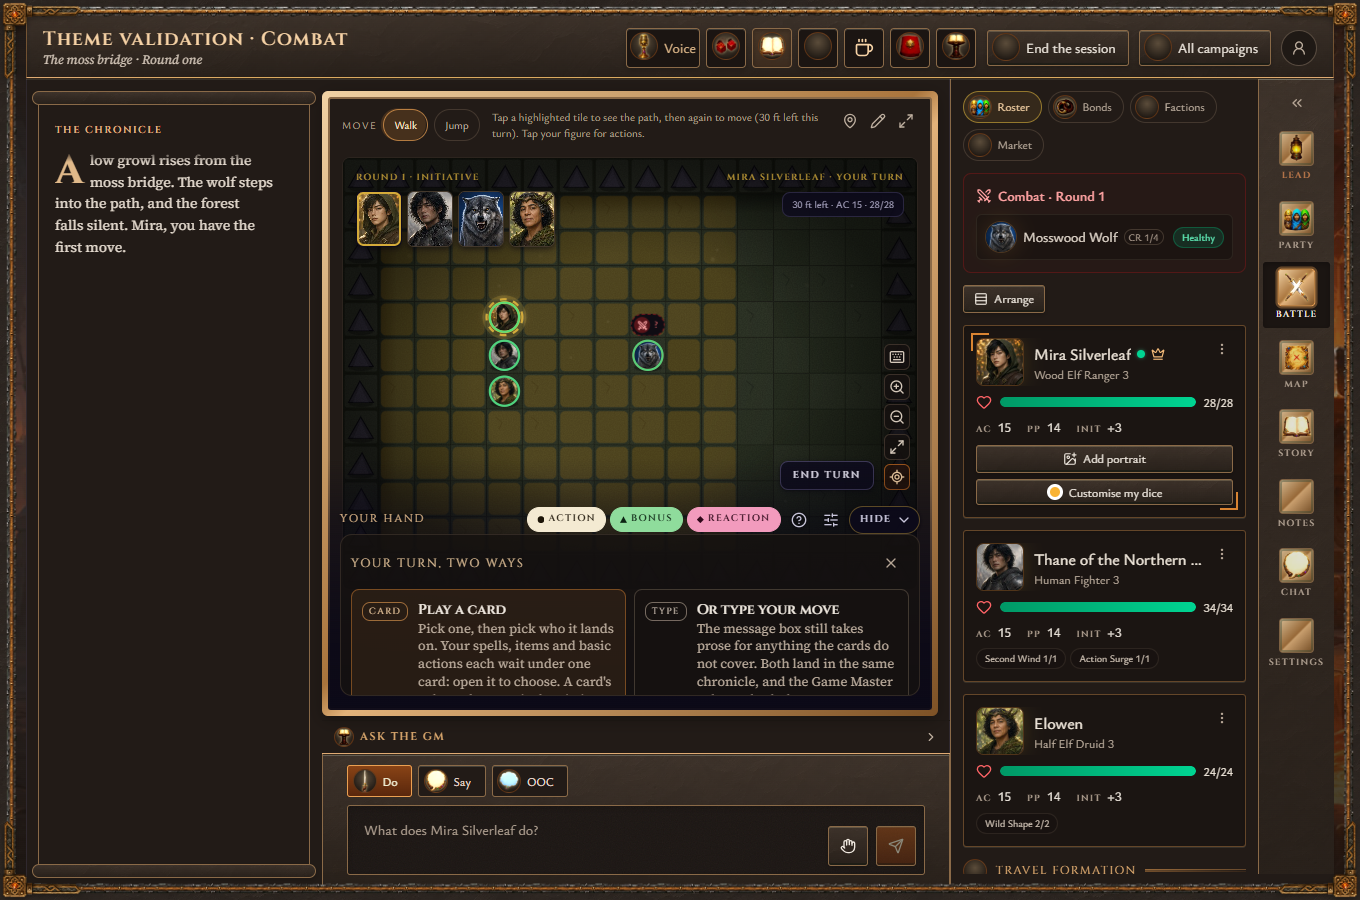 Theme validation · Combat
The moss bridge · Round one
Voice
End the session
All campaigns
THE CHRONICLE
A low growl rises from the
moss bridge. The wolf steps
into the path, and the forest
falls silent. Mira, you have the
first move.
MOVE
Walk
Jump
Tap a highlighted tile to see the path, then again to move (30 ft left this
turn). Tap your figure for actions.
ROUND 1 · INITIATIVE
MIRA SILVERLEAF · YOUR TURN
30 ft left · AC 15 · 28/28
END TURN
YOUR HAND
ACTION
BONUS
REACTION
HIDE
YOUR TURN, TWO WAYS
CARD
PLAY A CARD
Pick one, then pick who it lands
on. Your spells, items and basic
actions each wait under one
card: open it to choose. A card's
TYPE
OR TYPE YOUR MOVE
The message box still takes
prose for anything the cards do
not cover. Both land in the same
chronicle, and the Game Master
ASK THE GM
Do
Say
OOC
What does Mira Silverleaf do?
Roster
Bonds
Factions
Market
Combat · Round 1
Mosswood Wolf
CR 1/4
Healthy
Arrange
Mira Silverleaf
Wood Elf Ranger 3
28/28
AC 15 PP 14 INIT +3
Add portrait
Customise my dice
Thane of the Northern ...
Human Fighter 3
34/34
AC 15 PP 14 INIT +3
Second Wind 1/1
Action Surge 1/1
Elowen
Half Elf Druid 3
24/24
AC 15 PP 14 INIT +3
Wild Shape 2/2
TRAVEL FORMATION
LEAD
PARTY
BATTLE
MAP
STORY
NOTES
CHAT
SETTINGS